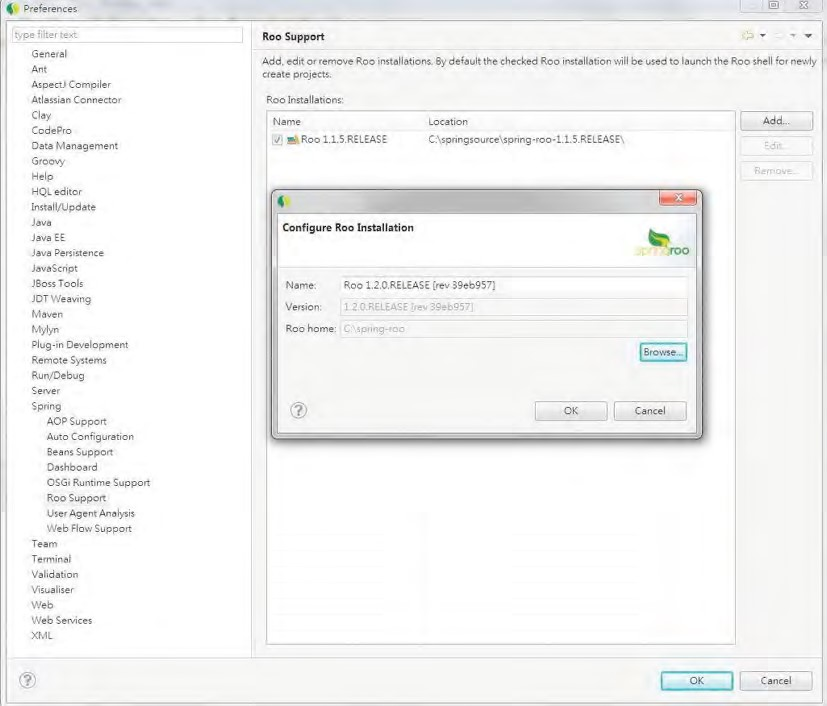 Preferences
type filter text
General
Ant
AspectJ Compiler
Atlassian Connector
Clay
CodePro
Data Management
Groovy
Help
HQL editor
Install/Update
Java
Java EE
Java Persistence
JavaScript
JBoss Tools
JDT Weaving
Maven
Mylyn
Plug-in Development
Remote Systems
Run/Debug
Server
Spring
AOP Support
Auto Configuration
Beans Support
Dashboard
OSGi Runtime Support
Roo Support
User Agent Analysis
Web Flow Support
Team
Terminal
Validation
Visualiser
Web
Web Services
XML
Roo Support
Add, edit or remove Roo installations. By default the checked Roo installation will be used to launch the Roo shell for newly
create projects.
Roo Installations:
Name Location
Roo 1.1.5.RELEASE C:\springsource\spring-roo-1.1.5.RELEASE\
Add...
Edit...
Remove...
Configure Roo Installation
spring roo
Name: Roo 1.2.0.RELEASE [rev 39eb957]
Version: 1.2.0.RELEASE [rev 39eb957]
Roo home: C:\spring-roo
Browse...
? OK Cancel
? OK Cancel